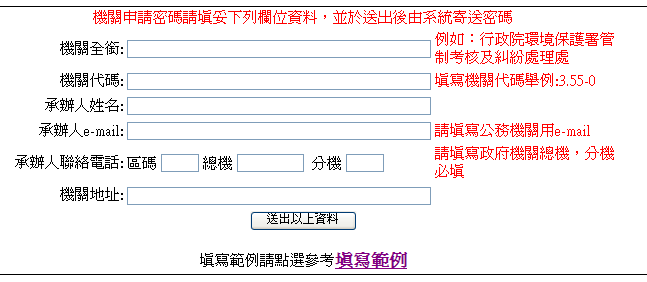 機關申請密碼請填妥下列欄位資料，並於送出後由系統寄送密碼
機關全銜: 例如：行政院環境保護署管
制考核及糾紛處理處
機關代碼: 填寫機關代碼舉例:3.55-0
承辦人姓名:
承辦人e-mail: 請填寫公務機關用e-mail
承辦人聯絡電話: 區碼 總機 分機 請填寫政府機關總機，分機
必填
機關地址:
送出以上資料
填寫範例請點選參考填寫範例